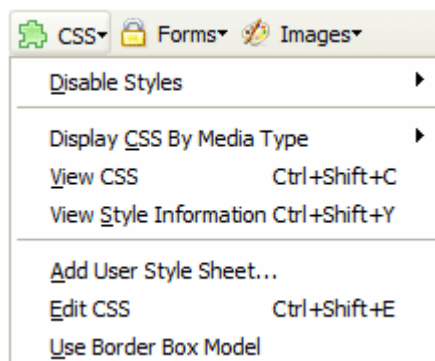 CSS Forms Images
Disable Styles
Display CSS By Media Type
View CSS Ctrl+Shift+C
View Style Information Ctrl+Shift+Y
Add User Style Sheet...
Edit CSS Ctrl+Shift+E
Use Border Box Model